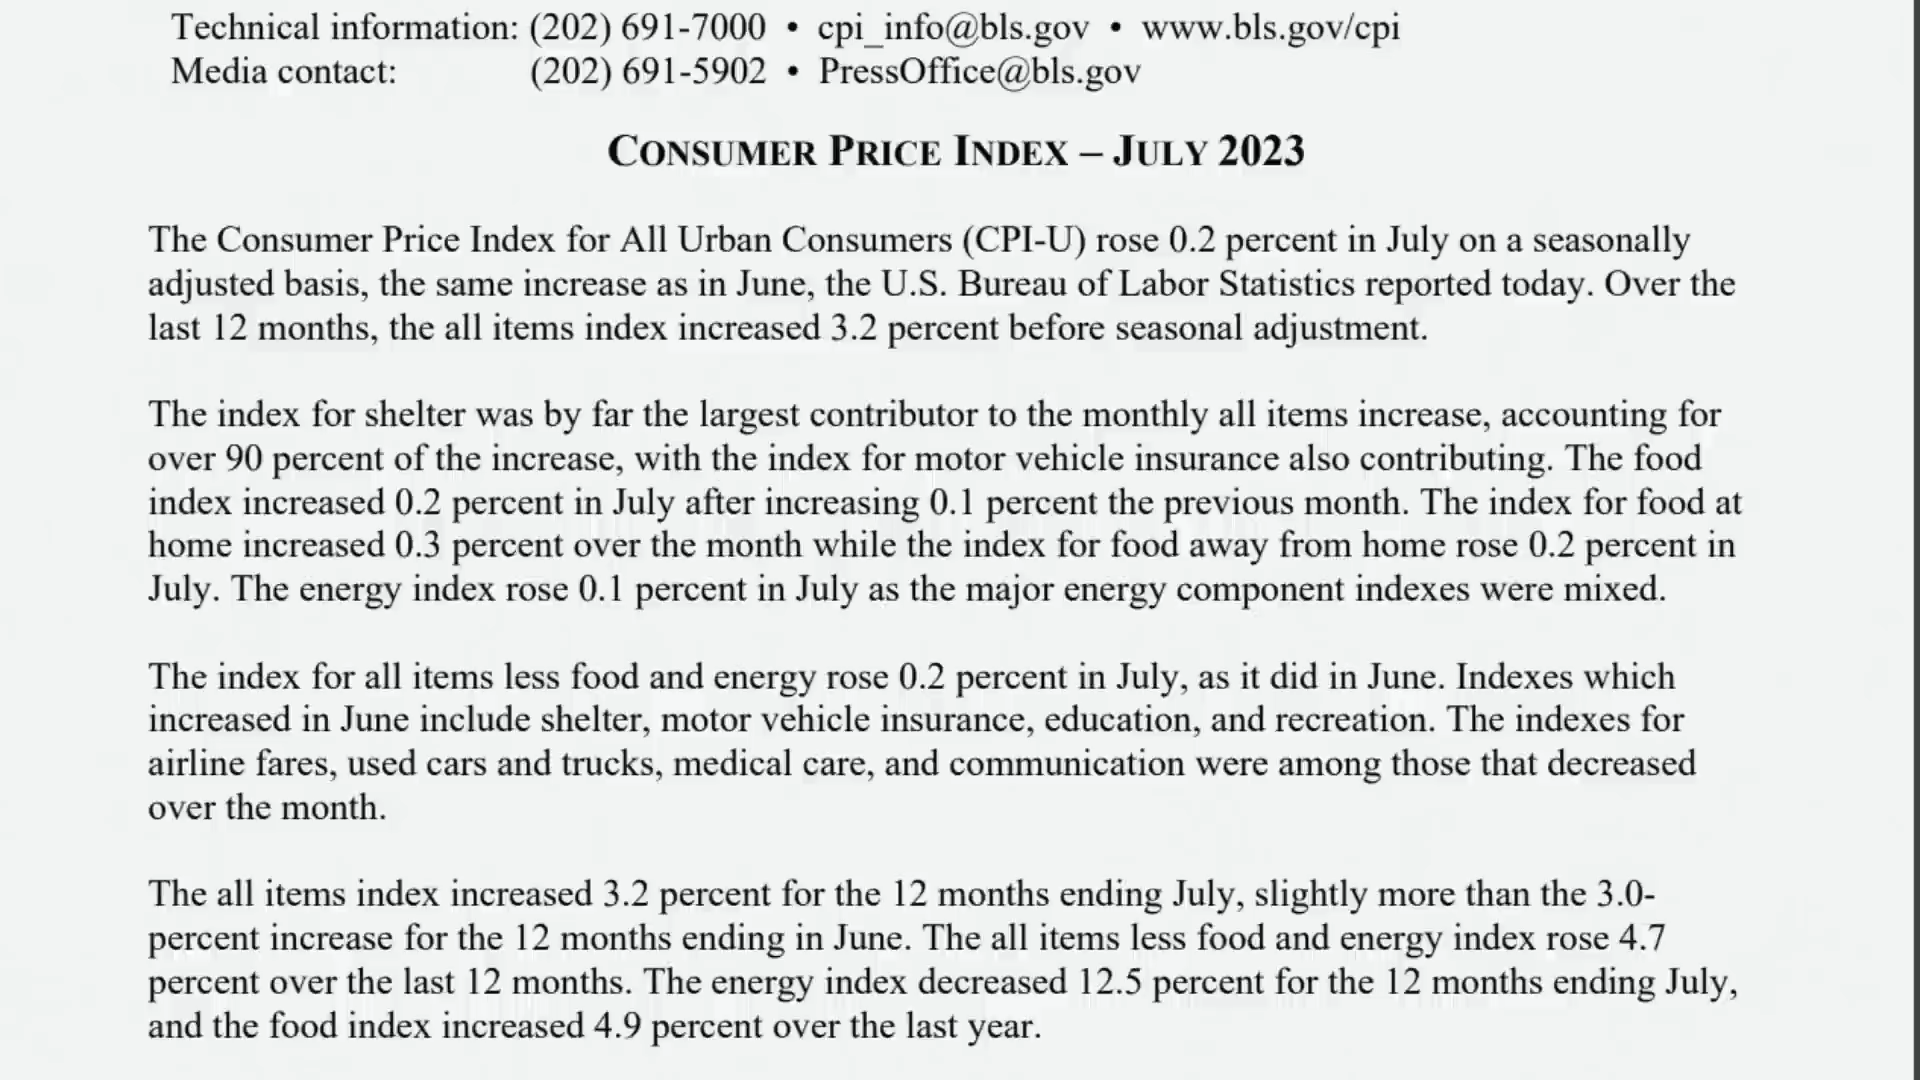 Technical information: (202) 691-7000 • cpi_info@bls.gov • www.bls.gov/cpi
Media contact: (202) 691-5902 • PressOffice@bls.gov
CONSUMER PRICE INDEX – JULY 2023
The Consumer Price Index for All Urban Consumers (CPI-U) rose 0.2 percent in July on a seasonally
adjusted basis, the same increase as in June, the U.S. Bureau of Labor Statistics reported today. Over the
last 12 months, the all items index increased 3.2 percent before seasonal adjustment.
The index for shelter was by far the largest contributor to the monthly all items increase, accounting for
over 90 percent of the increase, with the index for motor vehicle insurance also contributing. The food
index increased 0.2 percent in July after increasing 0.1 percent the previous month. The index for food at
home increased 0.3 percent over the month while the index for food away from home rose 0.2 percent in
July. The energy index rose 0.1 percent in July as the major energy component indexes were mixed.
The index for all items less food and energy rose 0.2 percent in July, as it did in June. Indexes which
increased in June include shelter, motor vehicle insurance, education, and recreation. The indexes for
airline fares, used cars and trucks, medical care, and communication were among those that decreased
over the month.
The all items index increased 3.2 percent for the 12 months ending July, slightly more than the 3.0-
percent increase for the 12 months ending in June. The all items less food and energy index rose 4.7
percent over the last 12 months. The energy index decreased 12.5 percent for the 12 months ending July,
and the food index increased 4.9 percent over the last year.